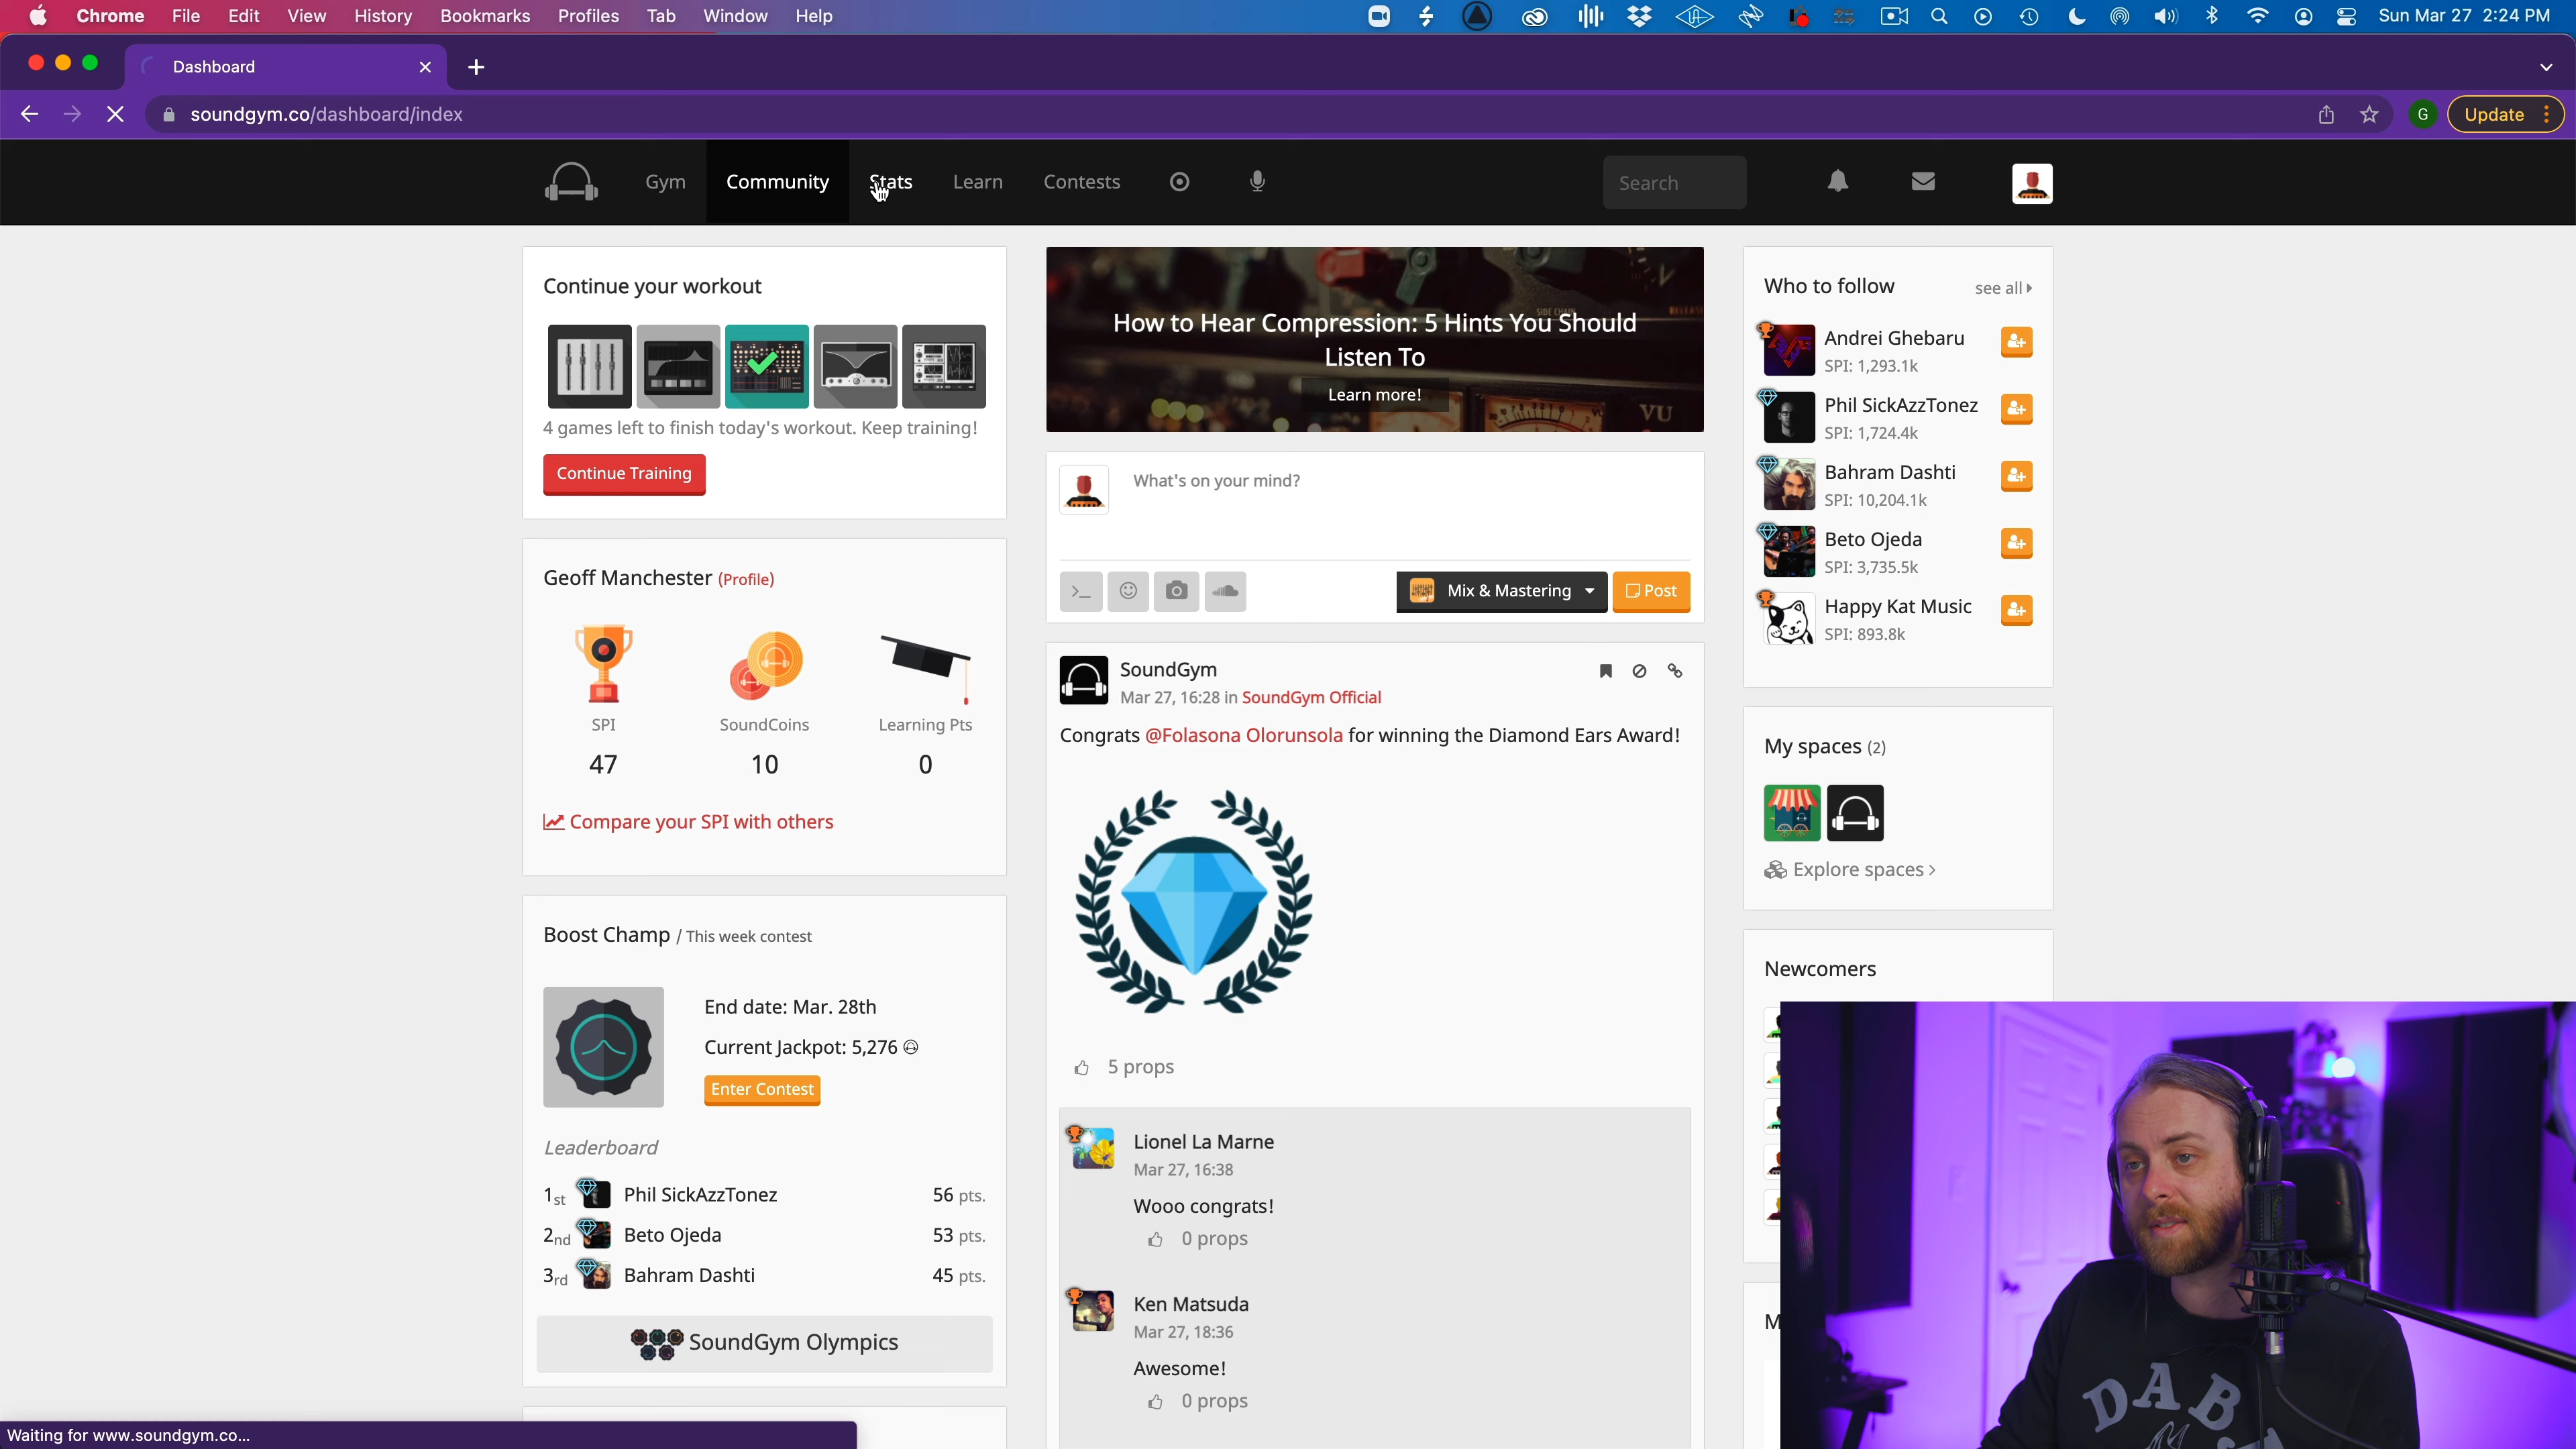 Chrome File Edit View History Bookmarks Profiles Tab Window Help
Sun Mar 27 2:24 PM
Dashboard
soundgym.co/dashboard/index
G
Update
Gym Community Stats Learn Contests
Search
Continue your workout
4 games left to finish today's workout. Keep training!
Continue Training
Geoff Manchester (Profile)
SPI SoundCoins Learning Pts
47 10 0
Compare your SPI with others
Boost Champ / This week contest
End date: Mar. 28th
Current Jackpot: 5,276
Enter Contest
Leaderboard
1st Phil SickAzzTonez 56 pts.
2nd Beto Ojeda 53 pts.
3rd Bahram Dashti 45 pts.
SoundGym Olympics
SIDE CHAIN
How to Hear Compression: 5 Hints You Should
Listen To
Learn more!
VU
What's on your mind?
Mix & Mastering
Post
SoundGym
Mar 27, 16:28 in SoundGym Official
Congrats @Folasona Olorunsola for winning the Diamond Ears Award!
5 props
Lionel La Marne
Mar 27, 16:38
Wooo congrats!
0 props
Ken Matsuda
Mar 27, 18:36
Awesome!
0 props
Who to follow see all
Andrei Ghebaru
SPI: 1,293.1k
Phil SickAzzTonez
SPI: 1,724.4k
Bahram Dashti
SPI: 10,204.1k
Beto Ojeda
SPI: 3,735.5k
Happy Kat Music
SPI: 893.8k
My spaces (2)
Explore spaces
Newcomers
M
DAB
Waiting for www.soundgym.co...